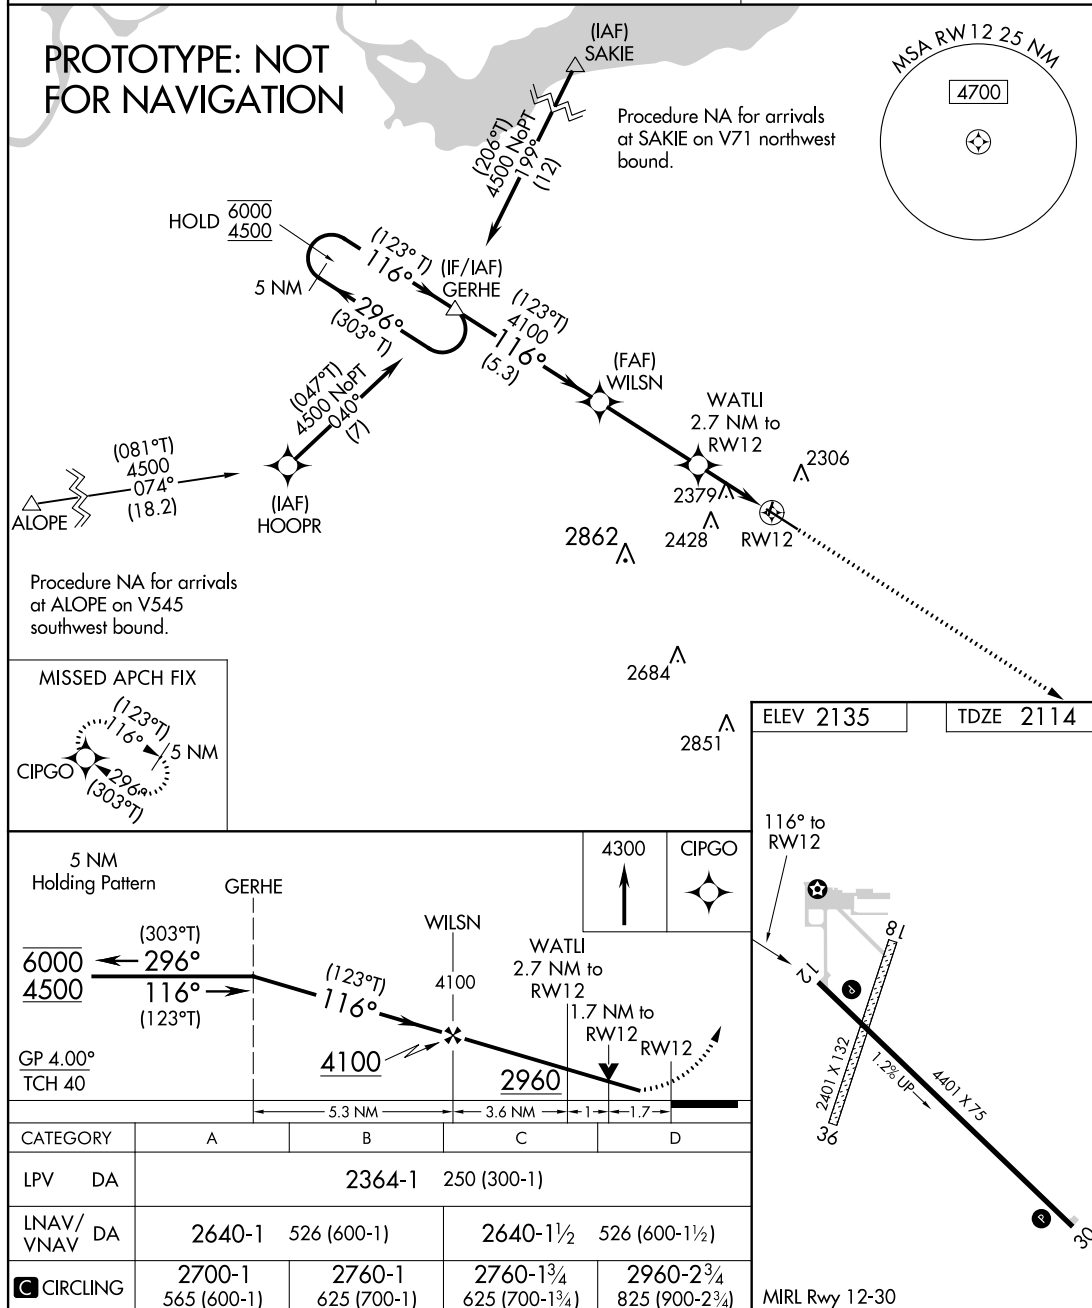 PROTOTYPE: NOT
FOR NAVIGATION
(IAF)
SAKIE
Procedure NA for arrivals
at SAKIE on V71 northwest
bound.
MSA RW12 25 NM
4700
(206°T)
4500 NoPT
199°
(12)
HOLD
6000
4500
5 NM
(123° T)
116°
296°
(303° T)
(IF/IAF)
GERHE
(123°T)
4100
116°
(5.3)
(FAF)
WILSN
WATLI
2.7 NM to
RW12
2306
2379
2428
RW12
2862
2684
2851
(047°T)
4500 NoPT
040°
(7)
(081°T)
4500
074°
(18.2)
ALOPE
(IAF)
HOOPR
Procedure NA for arrivals
at ALOPE on V545
southwest bound.
MISSED APCH FIX
(123°T)
116°
5 NM
CIPGO
296°
(303°T)
ELEV 2135
TDZE 2114
116° to
RW12
12
18
P
2401 X 132
1.2% UP
4401 X 75
36
P
30
MIRL Rwy 12-30
5 NM
Holding Pattern
GERHE
WILSN
4300
CIPGO
(303°T)
6000
296°
4500
116°
(123°T)
(123°T)
116°
4100
WATLI
2.7 NM to
RW12
1.7 NM to
RW12
RW12
4100
2960
GP 4.00°
TCH 40
5.3 NM
3.6 NM
1
1.7
CATEGORY A B C D
LPV DA 2364-1 250 (300-1)
LNAV/
VNAV DA 2640-1 526 (600-1) 2640-1½ 526 (600-1½)
C CIRCLING 2700-1 2760-1 2760-1¾ 2960-2¾
565 (600-1) 625 (700-1) 625 (700-1¾) 825 (900-2¾)